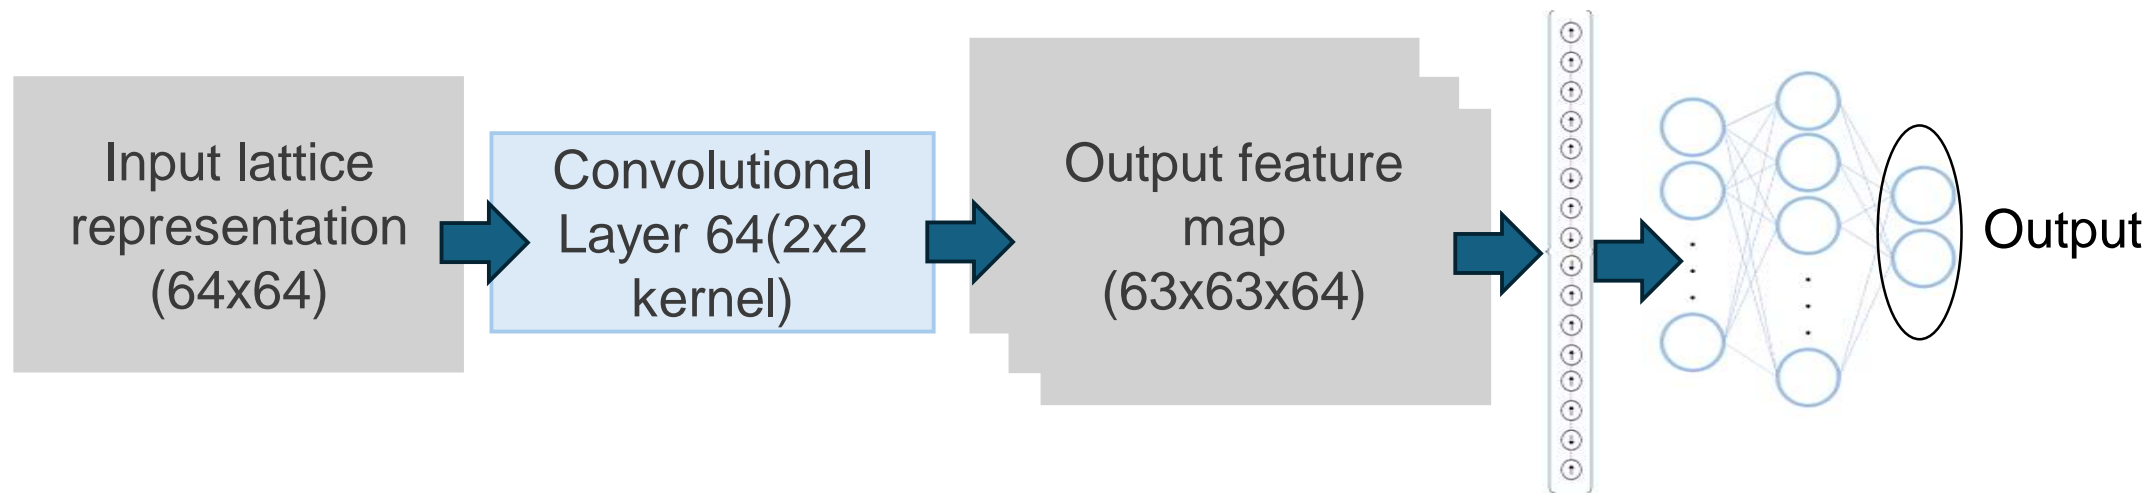 Input lattice
representation
(64x64)
Convolutional
Layer 64(2x2
kernel)
Output feature
map
(63x63x64)
Output